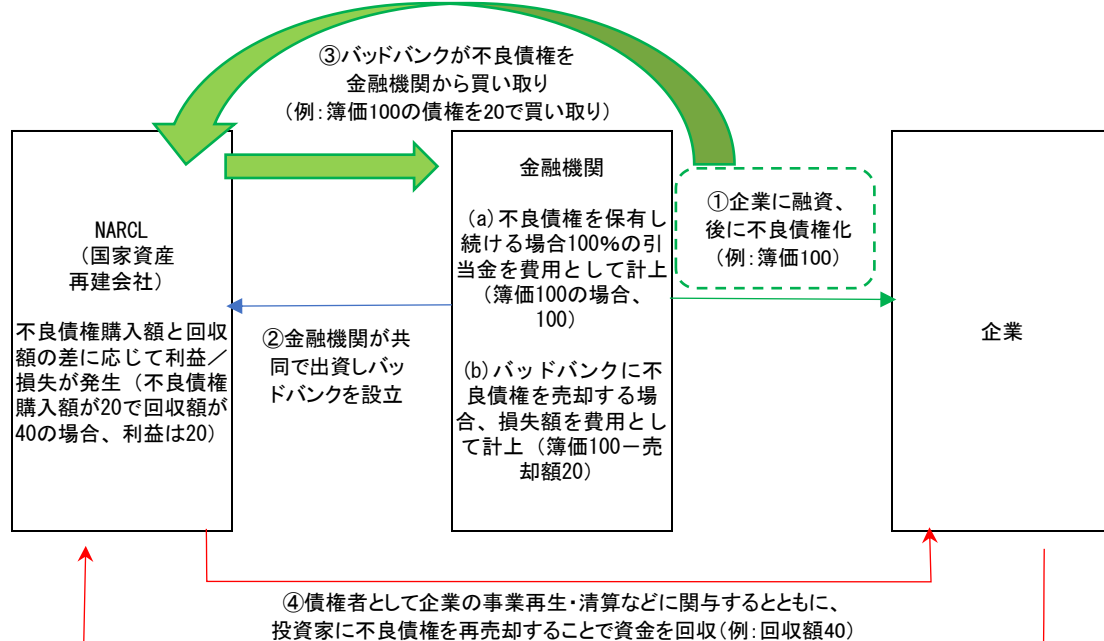 ③バッドバンクが不良債権を
金融機関から買い取り
(例:簿価100の債権を20で買い取り)
NARCL
(国家資産
再建会社)
不良債権購入額と回収
額の差に応じて利益/
損失が発生(不良債権
購入額が20で回収額が
40の場合、利益は20)
②金融機関が共
同で出資しバッ
ドバンクを設立
金融機関
(a)不良債権を保有し
続ける場合100%の引
当金を費用として計上
(簿価100の場合、
100)
(b)バッドバンクに不
良債権を売却する場
合、損失額を費用とし
て計上(簿価100-売
却額20)
①企業に融資、
後に不良債権化
(例:簿価100)
企業
④債権者として企業の事業再生・清算などに関与するとともに、
投資家に不良債権を再売却することで資金を回収(例:回収額40)